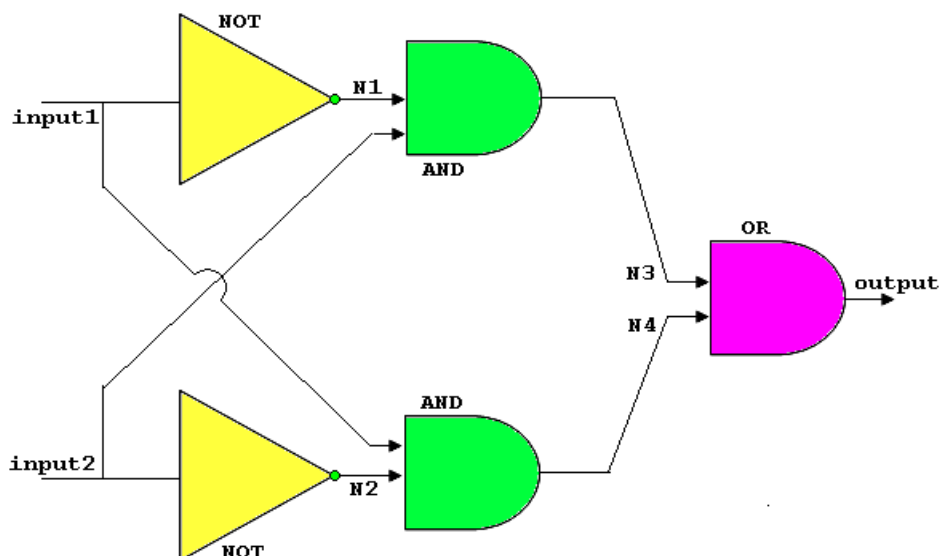 NOT
N1
input1
AND
OR
N3
output
N4
AND
input2
N2
NOT